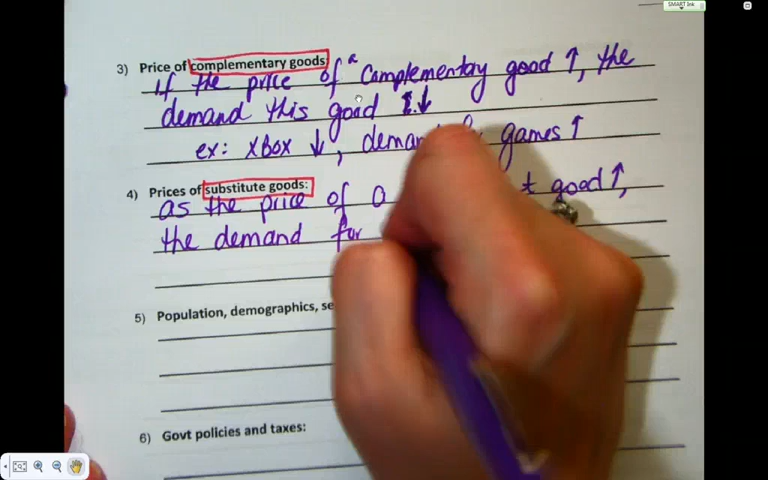 SMART Ink
3) Price of complementary goods
If the price of a complementary good ↑, the
demand this good ↓
ex: XBOX ↓, deman games ↑
4) Prices of substitute goods:
as the price of a good ↑,
the demand for
5) Population, demographics,
6) Govt policies and taxes: